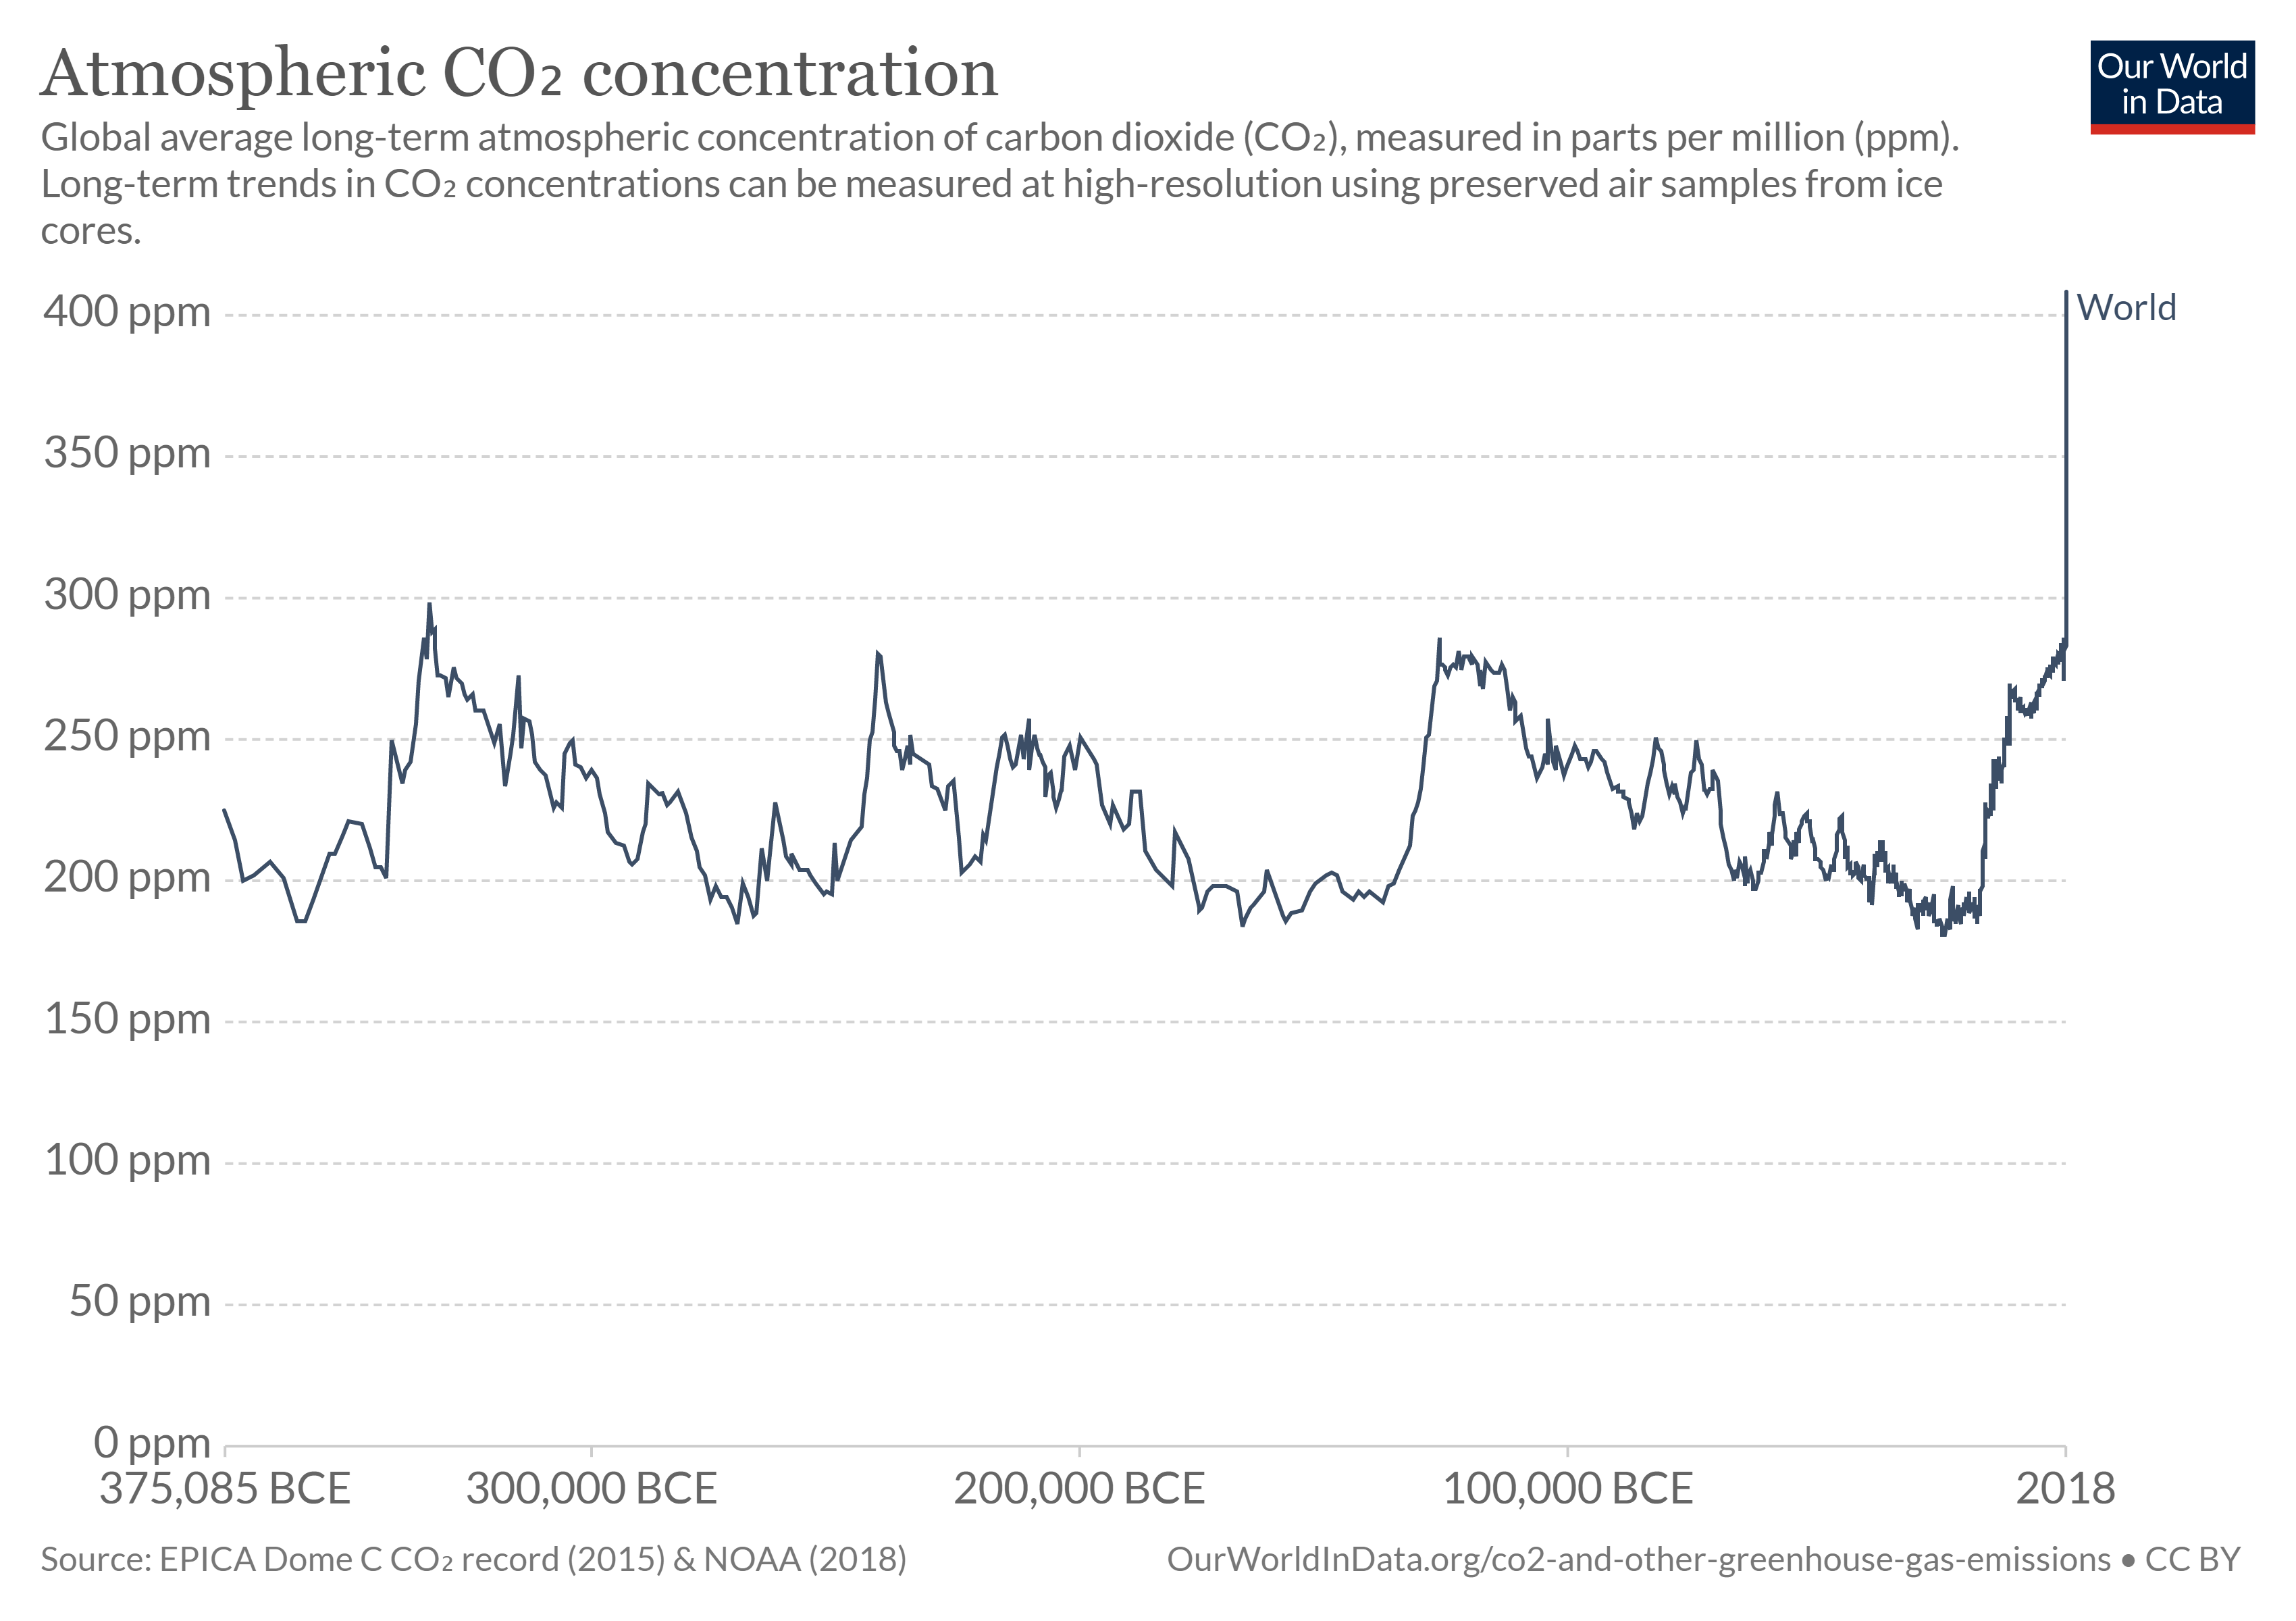 Atmospheric CO₂ concentration
Our World
in Data
Global average long-term atmospheric concentration of carbon dioxide (CO₂), measured in parts per million (ppm).
Long-term trends in CO₂ concentrations can be measured at high-resolution using preserved air samples from ice
cores.
400 ppm
World
350 ppm
300 ppm
250 ppm
200 ppm
150 ppm
100 ppm
50 ppm
0 ppm
375,085 BCE
300,000 BCE
200,000 BCE
100,000 BCE
2018
Source: EPICA Dome C CO₂ record (2015) & NOAA (2018)
OurWorldInData.org/co2-and-other-greenhouse-gas-emissions • CC BY